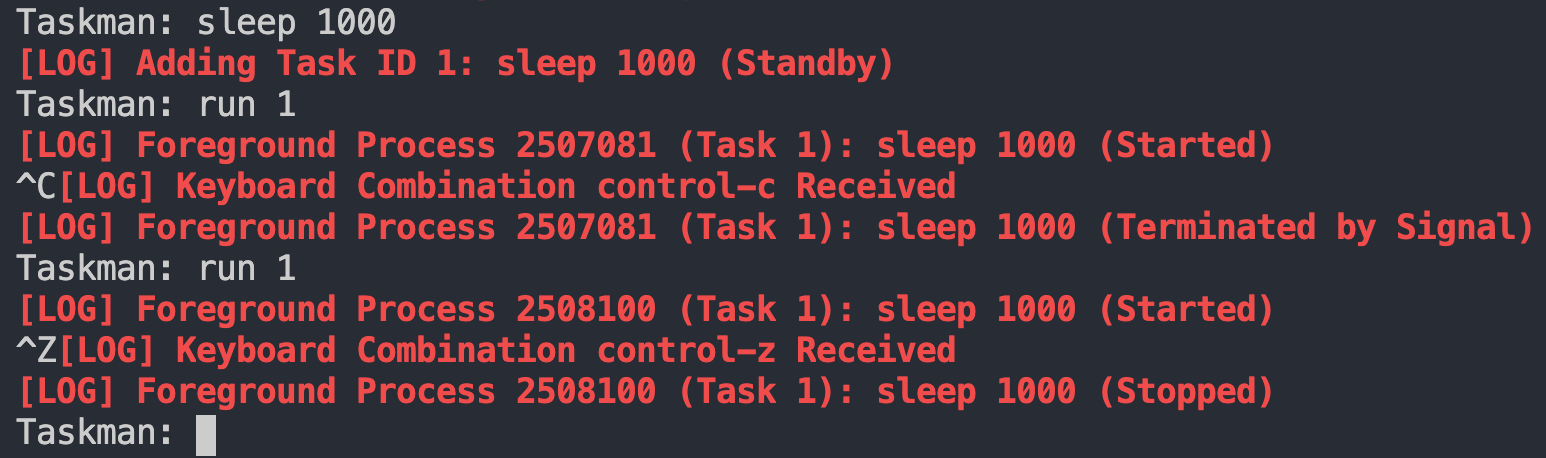 Taskman: sleep 1000
[LOG] Adding Task ID 1: sleep 1000 (Standby)
Taskman: run 1
[LOG] Foreground Process 2507081 (Task 1): sleep 1000 (Started)
^C[LOG] Keyboard Combination control-c Received
[LOG] Foreground Process 2507081 (Task 1): sleep 1000 (Terminated by Signal)
Taskman: run 1
[LOG] Foreground Process 2508100 (Task 1): sleep 1000 (Started)
^Z[LOG] Keyboard Combination control-z Received
[LOG] Foreground Process 2508100 (Task 1): sleep 1000 (Stopped)
Taskman: